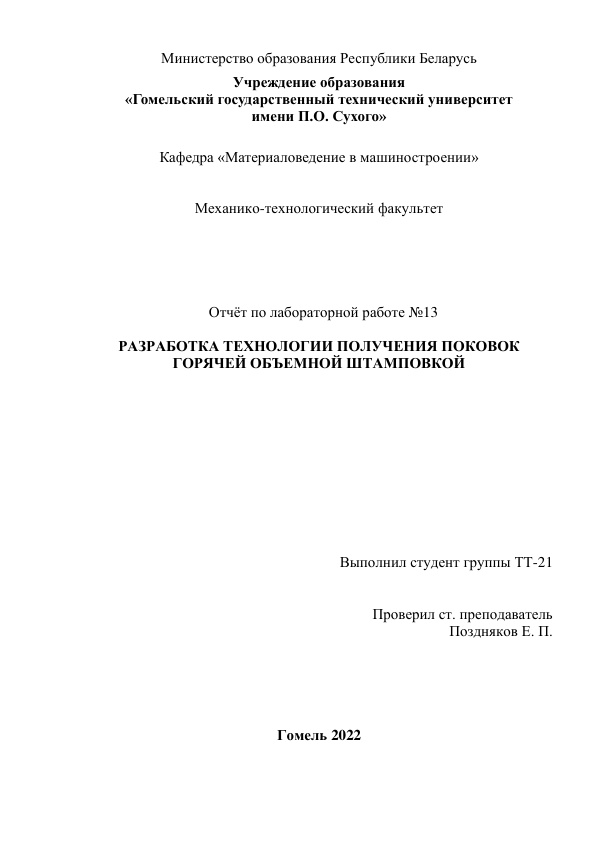 Министерство образования Республики Беларусь
Учреждение образования
«Гомельский государственный технический университет
имени П.О. Сухого»
Кафедра «Материаловедение в машиностроении»
Механико-технологический факультет
Отчёт по лабораторной работе №13
РАЗРАБОТКА ТЕХНОЛОГИИ ПОЛУЧЕНИЯ ПОКОВОК
ГОРЯЧЕЙ ОБЪЕМНОЙ ШТАМПОВКОЙ
Выполнил студент группы ТТ-21
Проверил ст. преподаватель
Поздняков Е. П.
Гомель 2022